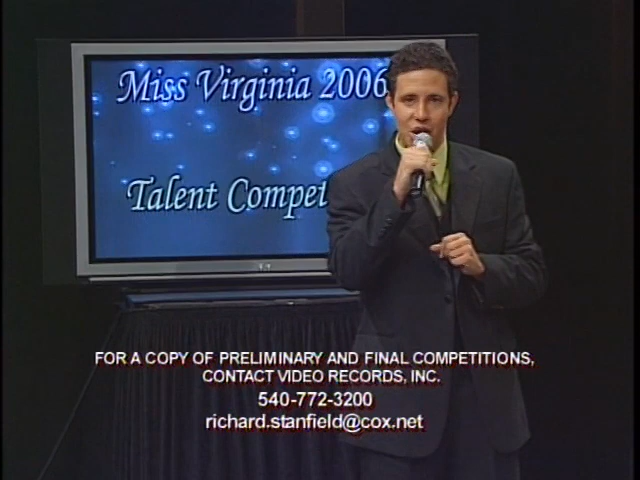 Miss Virginia 2006
Talent Compet
FOR A COPY OF PRELIMINARY AND FINAL COMPETITIONS,
CONTACT VIDEO RECORDS, INC.
540-772-3200
richard.stanfield@cox.net